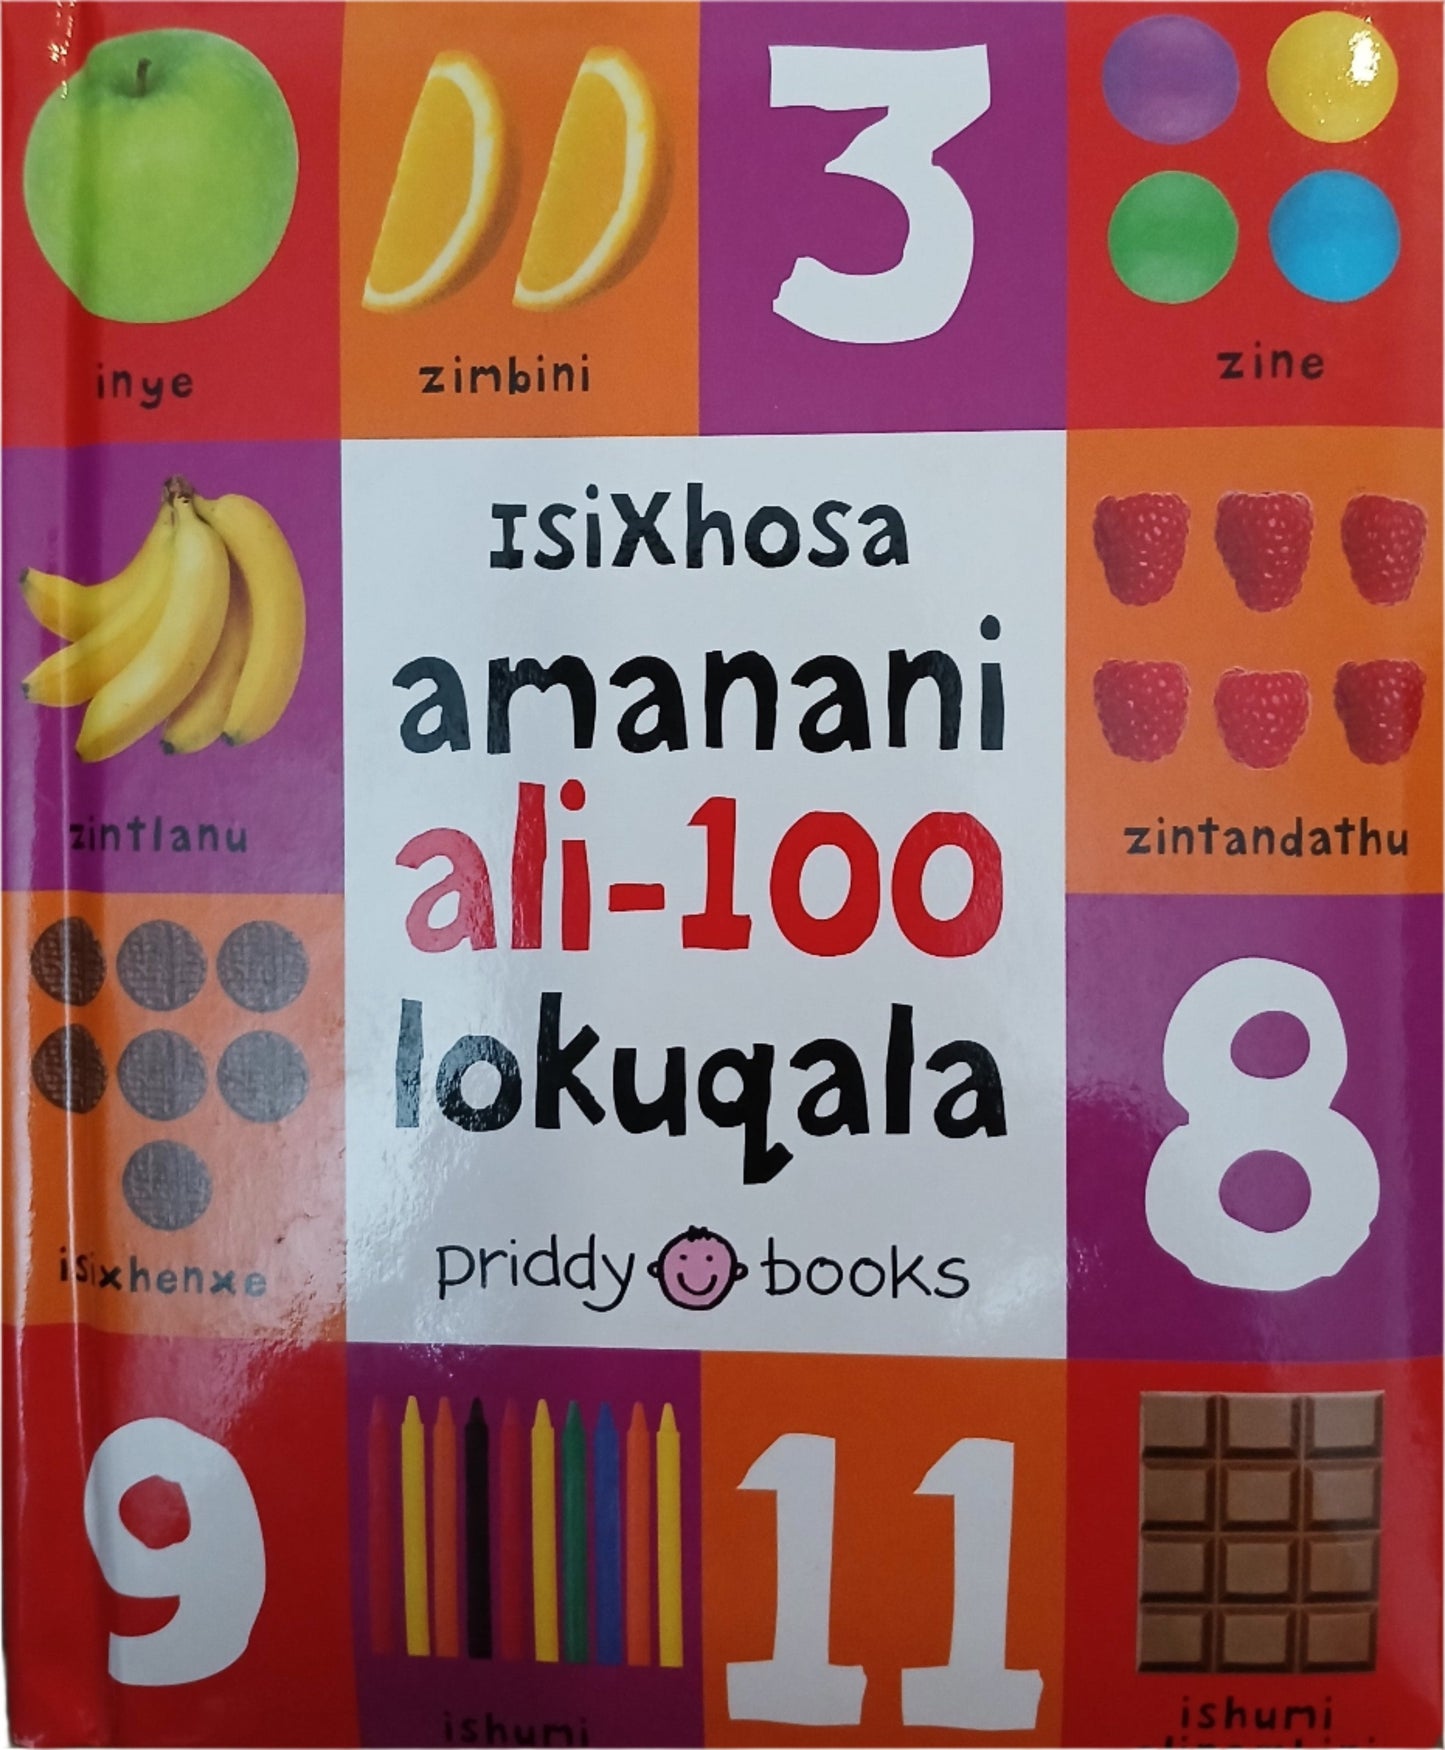 inye
zimbini
3
zine
zintlanu
IsiXhosa
amanani
ali-100
lokuqala
priddy books
zintandathu
isixhenxe
8
9
ishumi
11
ishumi